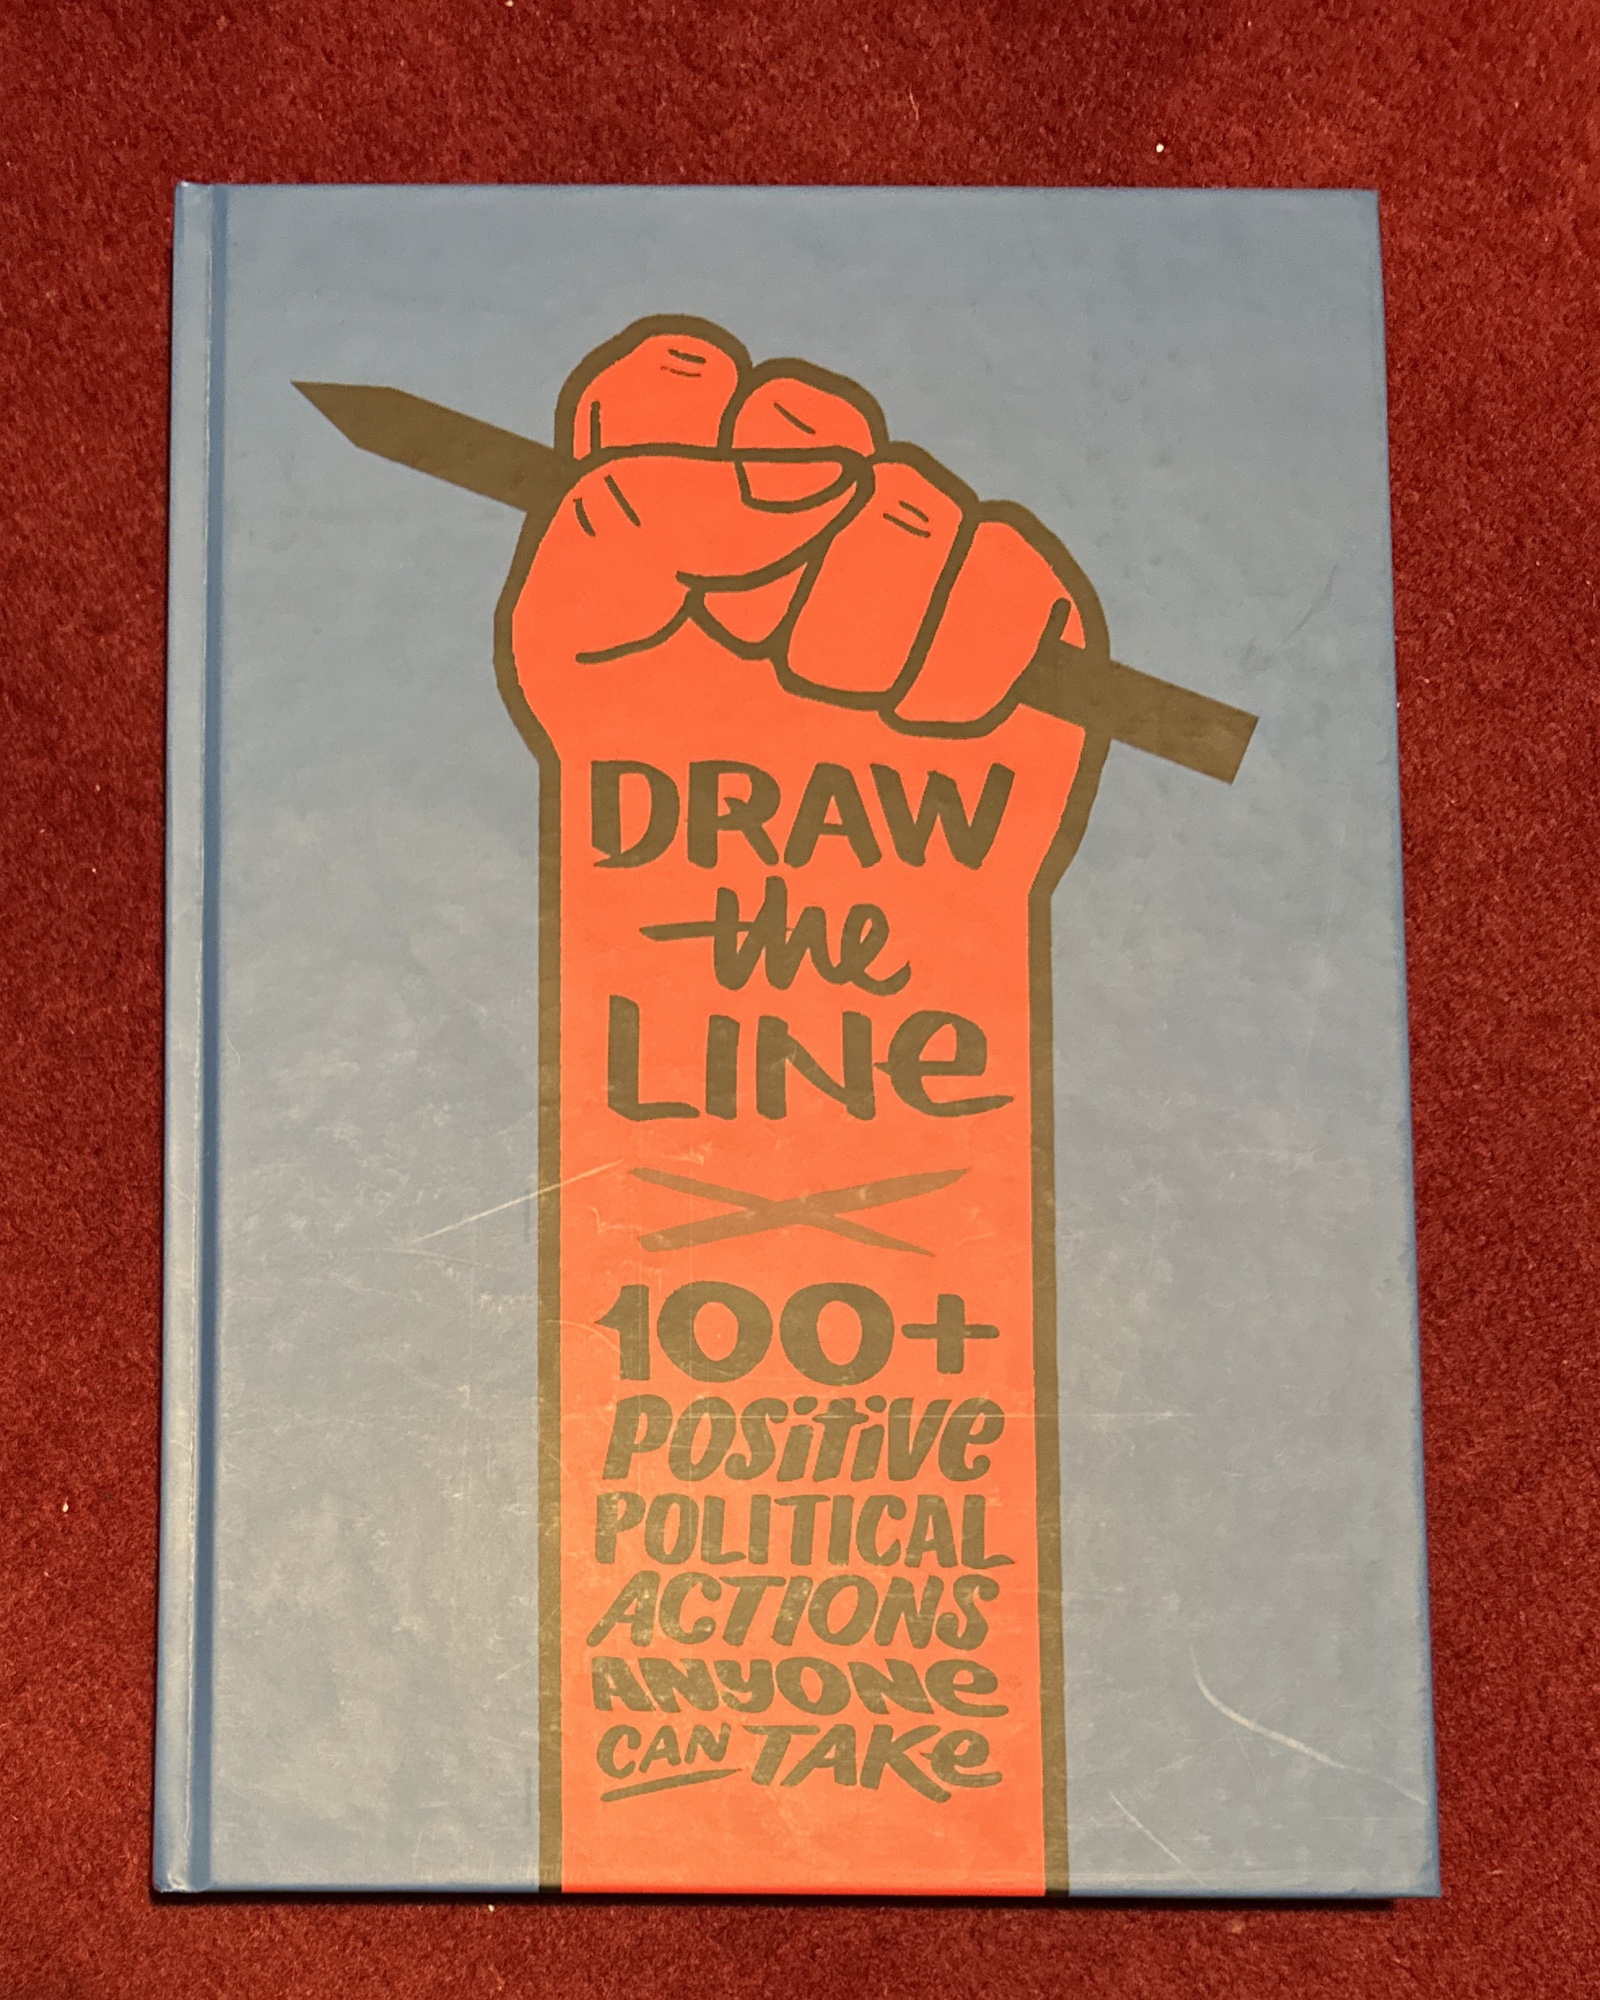 DRAW
the
LINe
100+
POSitiVe
POLITICAL
ACTIONS
ANYONe
CAN TAKe